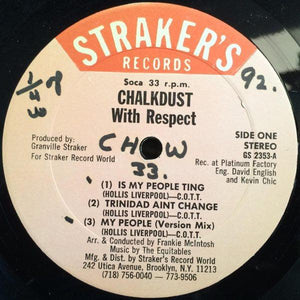 STRAKER'S
RECORDS
Soca 33 r.p.m.
92.
CHALKDUST
With Respect
Produced by:
Granville Straker
For Straker Record World
CHOW
33.
SIDE ONE
STEREO
GS 2353-A
Rec. at Platinum Factory
Eng. David English
and Kevin Chic
(1) IS MY PEOPLE TING
(HOLLIS LIVERPOOL)—C.O.T.T.
(2) TRINIDAD AINT CHANGE
(HOLLIS LIVERPOOL)—C.O.T.T.
(3) MY PEOPLE (Version Mix)
(HOLLIS LIVERPOOL)—C.O.T.T.
Arr. & Conducted by Frankie McIntosh
Music by The Equitables
Mfg. & Dist. by Straker's Record World
242 Utica Avenue, Brooklyn, N.Y. 11213
(718) 756-0040 — 773-9506